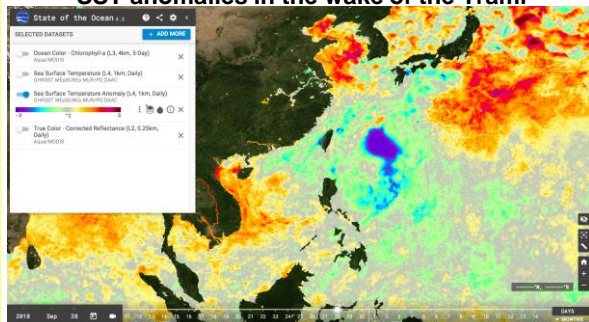 SST anomalies in the wake of the Trami
State of the Ocean
SELECTED DATASETS
+ ADD MORE
Ocean Color - Chlorophyll-a (L3, 4km, 5-Day)
Aqua/MODIS
Sea Surface Temperature (L4, 1km, Daily)
GHRSST MEaSUREs MUR/PO.DAAC
Sea Surface Temperature Anomaly (L4, 1km, Daily)
GHRSST MEaSUREs MUR/PO.DAAC
-3 °C 3
True Color - Corrected Reflectance (L2, 0.25km, Daily)
Aqua/MODIS
2018 Sep 28
DAYS
MONTHS